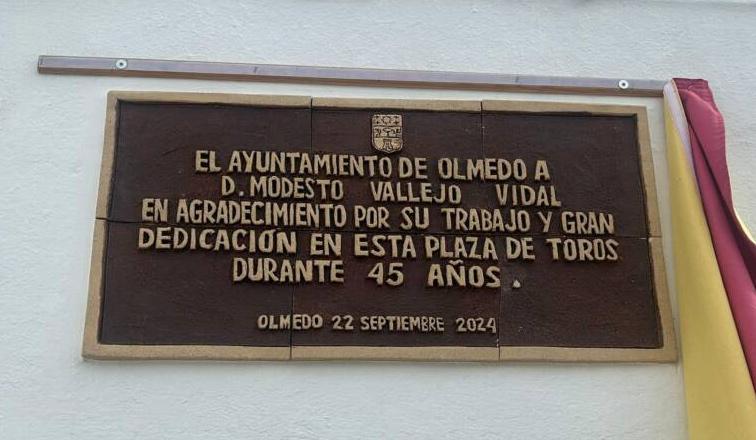 EL AYUNTAMIENTO DE OLMEDO A
D. MODESTO VALLEJO VIDAL
EN AGRADECIMIENTO POR SU TRABAJO Y GRAN
DEDICACIÓN EN ESTA PLAZA DE TOROS
DURANTE 45 AÑOS.
OLMEDO 22 SEPTIEMBRE 2024